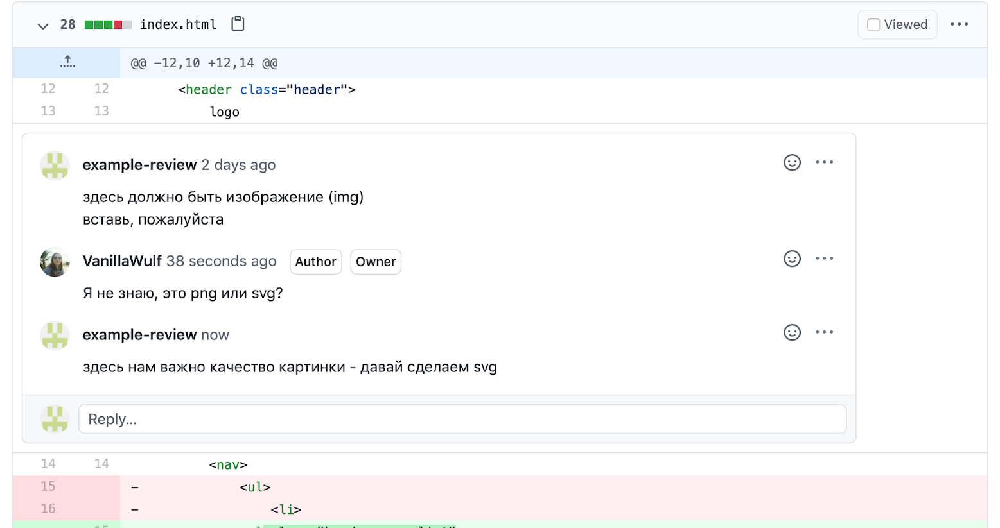 28 index.html Viewed
@@ -12,10 +12,14 @@
12 12 <header class="header">
13 13 logo
example-review 2 days ago
здесь должно быть изображение (img)
вставь, пожалуйста
VanillaWulf 38 seconds ago Author Owner
Я не знаю, это png или svg?
example-review now
здесь нам важно качество картинки - давай сделаем svg
Reply...
14 14 <nav>
15 - <ul>
16 - <li>